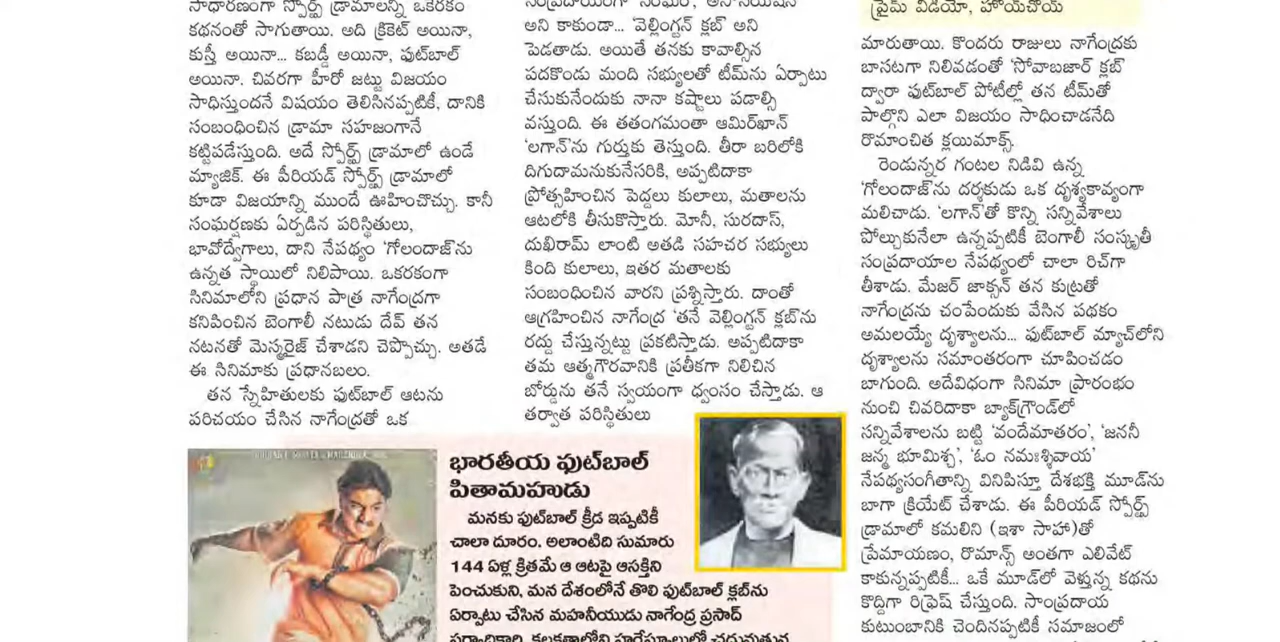 సాధారణంగా స్పోర్ట్స్ డ్రామాలన్నీ ఒకేరకం
కథనంతో సాగుతాయి. అది క్రికెట్ అయినా,
కుస్తీ అయినా... కబడ్డీ అయినా, ఫుట్‌బాల్
అయినా. చివరగా హీరో జట్టు విజయం
సాధిస్తుందనే విషయం తెలిసినప్పటికీ, దానికి
సంబంధించిన డ్రామా సహజంగానే
కట్టిపడేస్తుంది. అదే స్పోర్ట్స్ డ్రామాలో ఉండే
మ్యాజిక్. ఈ పీరియడ్ స్పోర్ట్స్ డ్రామాలో
కూడా విజయాన్ని ముందే ఊహించొచ్చు. కానీ
సంఘర్షణకు ఏర్పడిన పరిస్థితులు,
భావోద్వేగాలు, దాని నేపథ్యం ‘గోలందాజ్‌’ను
ఉన్నత స్థాయిలో నిలిపాయి. ఒకరకంగా
సినిమాలోని ప్రధాన పాత్ర నాగేంద్రగా
కనిపించిన బెంగాలీ నటుడు దేవ్ తన
నటనతో మెస్మరైజ్ చేశాడని చెప్పొచ్చు. అతడే
ఈ సినిమాకు ప్రధానబలం.
తన స్నేహితులకు ఫుట్‌బాల్ ఆటను
పరిచయం చేసిన నాగేంద్రతో ఒక
అని కాకుండా... ‘వెల్లింగ్టన్ క్లబ్’ అని
పెడతాడు. అయితే తనకు కావాల్సిన
పదకొండు మంది సభ్యులతో టీమ్‌ను ఏర్పాటు
చేసుకునేందుకు నానా కష్టాలు పడాల్సి
వస్తుంది. ఈ తతంగమంతా ఆమిర్‌ఖాన్
‘లగాన్’ను గుర్తుకు తెస్తుంది. తీరా బరిలోకి
దిగుదామనుకునేసరికి, అప్పటిదాకా
ప్రోత్సహించిన పెద్దలు కులాలు, మతాలను
ఆటలోకి తీసుకొస్తారు. మోనీ, సురదాస్,
దుఖిరామ్ లాంటి అతడి సహచర సభ్యులు
కింది కులాలు, ఇతర మతాలకు
సంబంధించిన వారని ప్రశ్నిస్తారు. దాంతో
ఆగ్రహించిన నాగేంద్ర ‘తనే వెల్లింగ్టన్ క్లబ్‌ను
రద్దు చేస్తున్నట్టు ప్రకటిస్తాడు. అప్పటిదాకా
తమ ఆత్మగౌరవానికి ప్రతీకగా నిలిచిన
బోర్డును తనే స్వయంగా ధ్వంసం చేస్తాడు. ఆ
తర్వాత పరిస్థితులు
ప్రైమ్ వీడియో, హోయ్‌చొయ్
మారుతాయి. కొందరు రాజులు నాగేంద్రకు
బాసటగా నిలివడంతో ‘సోవాబజార్ క్లబ్’
ద్వారా ఫుట్‌బాల్ పోటీల్లో తన టీమ్‌తో
పాల్గొని ఎలా విజయం సాధించాడనేది
రొమాంచిత క్లయిమాక్స్.
రెండున్నర గంటల నిడివి ఉన్న
‘గోలందాజ్‌’ను దర్శకుడు ఒక దృశ్యకావ్యంగా
మలిచాడు. ‘లగాన్‌’తో కొన్ని సన్నివేశాలు
పోల్చుకునేలా ఉన్నప్పటికీ బెంగాలీ సంస్కృతీ
సంప్రదాయాల నేపథ్యంలో చాలా రిచ్‌గా
తీశాడు. మేజర్ జాక్సన్ తన కుట్రతో
నాగేంద్రను చంపేందుకు వేసిన పథకం
అమలయ్యే దృశ్యాలను... ఫుట్‌బాల్ మ్యాచ్‌లోని
దృశ్యాలను సమాంతరంగా చూపించడం
బాగుంది. అదేవిధంగా సినిమా ప్రారంభం
నుంచి చివరిదాకా బ్యాక్‌గ్రౌండ్‌లో
సన్నివేశాలను బట్టి ‘వందేమాతరం’, ‘జననీ
జన్మ భూమిశ్చ’, ‘ఓం నమఃశ్శివాయ’
నేపథ్యసంగీతాన్ని వినిపిస్తూ దేశభక్తి మూడ్‌ను
బాగా క్రియేట్ చేశాడు. ఈ పీరియడ్ స్పోర్ట్స్
డ్రామాలో కమలిని (ఇశా సాహా)తో
ప్రేమాయణం, రొమాన్స్ అంతగా ఎలివేట్
కాకున్నప్పటికీ... ఒకే మూడ్‌లో వెళ్తున్న కథను
కొద్దిగా రిఫ్రెష్ చేస్తుంది. సాంప్రదాయ
కుటుంబానికి చెందినప్పటికీ సమాజంలో
భారతీయ ఫుట్‌బాల్
పితామహుడు
మనకు ఫుట్‌బాల్ క్రీడ ఇప్పటికీ
చాలా దూరం. అలాంటిది సుమారు
144 ఏళ్ల క్రితమే ఆ ఆటపై ఆసక్తిని
పెంచుకుని, మన దేశంలోనే తొలి ఫుట్‌బాల్ క్లబ్‌ను
ఏర్పాటు చేసిన మహనీయుడు నాగేంద్ర ప్రసాద్